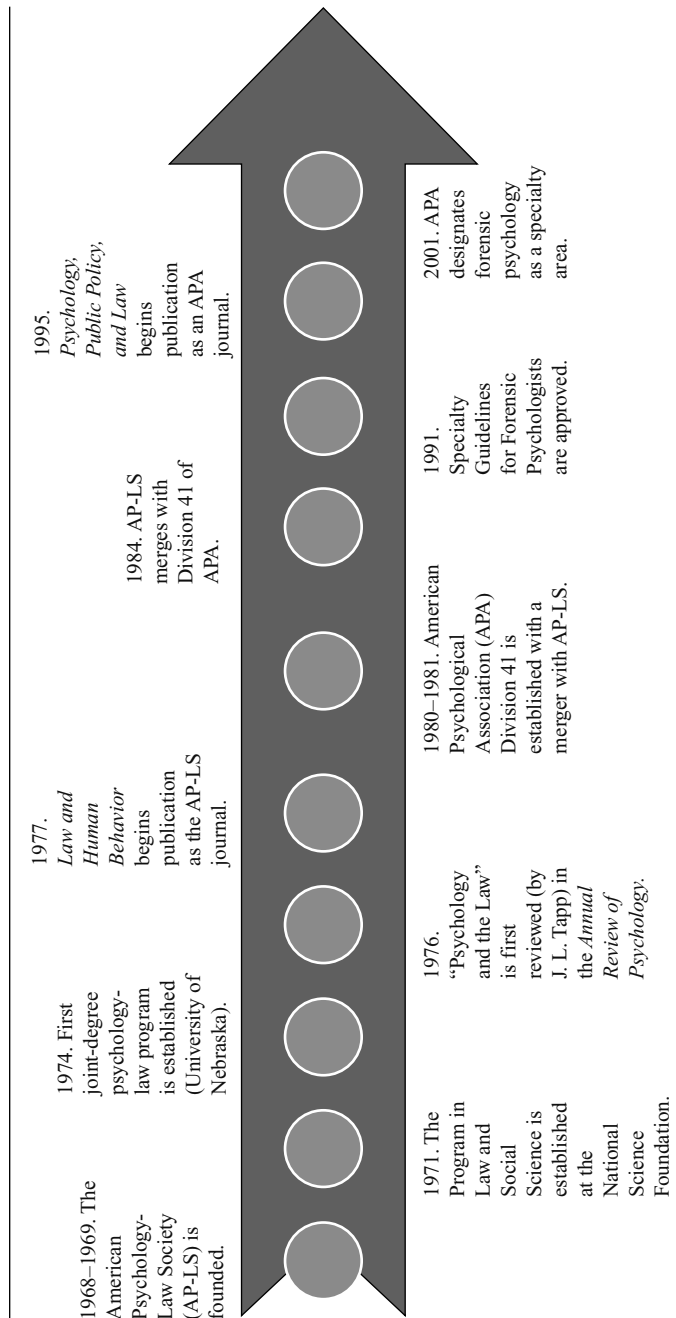 1968–1969. The
American
Psychology-
Law Society
(AP-LS) is
founded.
1971. The
Program in
Law and
Social
Science is
established
at the
National
Science
Foundation.
1974. First
joint-degree
psychology-
law program
is established
(University of
Nebraska).
1976.
“Psychology
and the Law”
is first
reviewed (by
J. L. Tapp) in
the Annual
Review of
Psychology.
1977.
Law and
Human
Behavior
begins
publication
as the AP-LS
journal.
1980–1981. American
Psychological
Association (APA)
Division 41 is
established with a
merger with AP-LS.
1984. AP-LS
merges with
Division 41 of
APA.
1991.
Specialty
Guidelines
for Forensic
Psychologists
are approved.
1995.
Psychology,
Public Policy,
and Law
begins
publication
as an APA
journal.
2001. APA
designates
forensic
psychology
as a specialty
area.